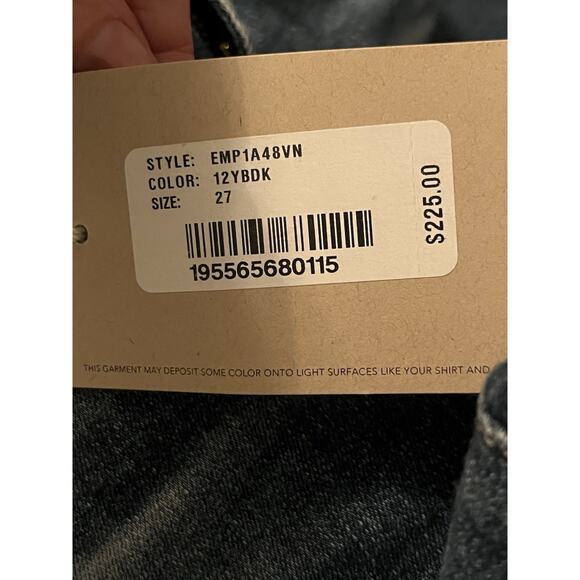 STYLE: EMP1A48VN
COLOR: 12YBDK
SIZE: 27
195565680115
$225.00
THIS GARMENT MAY DEPOSIT SOME COLOR ONTO LIGHT SURFACES LIKE YOUR SHIRT AND